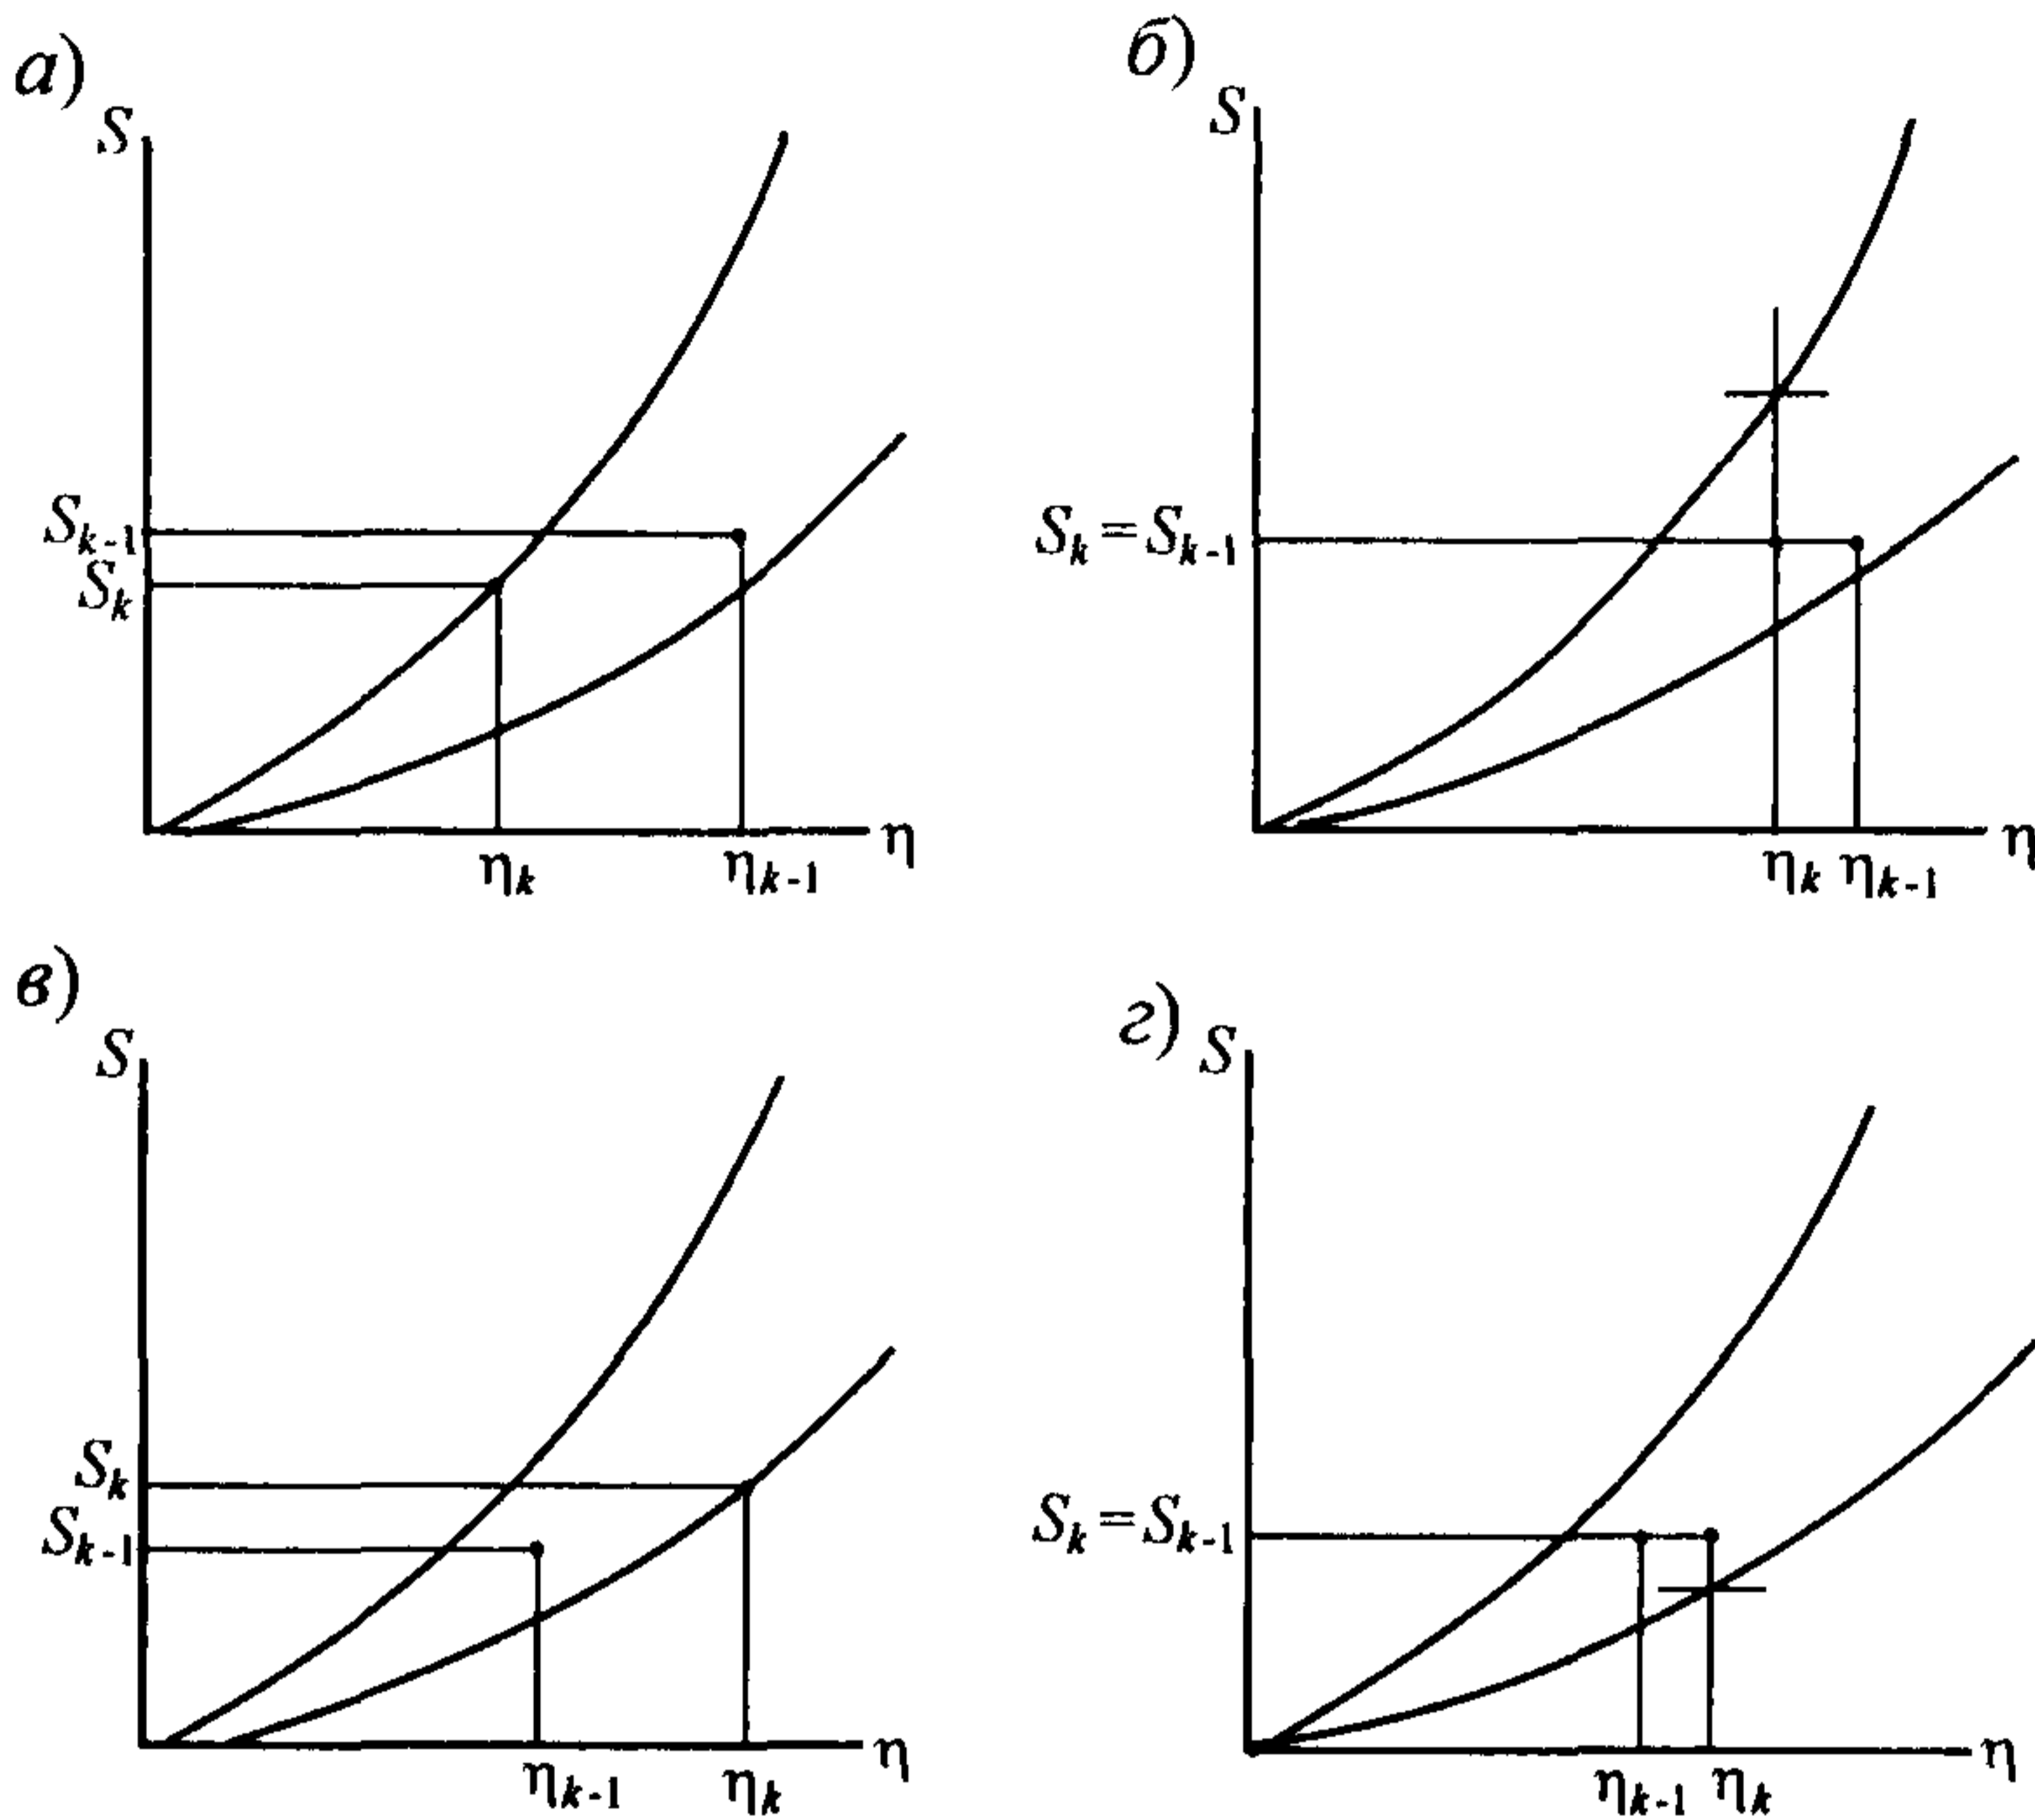 а)
S
S_{k-1}
S_k
η_k
η_{k-1}
η
б)
S
S_k = S_{k-1}
η_k
η_{k-1}
η
в)
S
S_k
S_{k-1}
η_{k-1}
η_k
η
г)
S
S_k = S_{k-1}
η_{k-1}
η_k
η